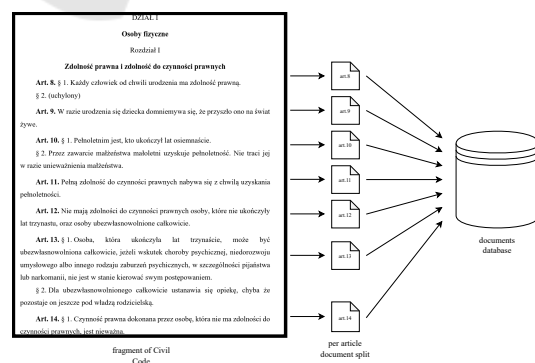 DZIAŁ I
Osoby fizyczne
Rozdział I
Zdolność prawna i zdolność do czynności prawnych
Art. 8. § 1. Każdy człowiek od chwili urodzenia ma zdolność prawną.
§ 2. (uchylony)
Art. 9. W razie urodzenia się dziecka domniemywa się, że przyszło ono na świat
żywe.
Art. 10. § 1. Pełnoletnim jest, kto ukończył lat osiemnaście.
§ 2. Przez zawarcie małżeństwa małoletni uzyskuje pełnoletność. Nie traci jej
w razie unieważnienia małżeństwa.
Art. 11. Pełną zdolność do czynności prawnych nabywa się z chwilą uzyskania
pełnoletności.
Art. 12. Nie mają zdolności do czynności prawnych osoby, które nie ukończyły
lat trzynastu, oraz osoby ubezwłasnowolnione całkowicie.
Art. 13. § 1. Osoba, która ukończyła lat trzynaście, może być
ubezwłasnowolniona całkowicie, jeżeli wskutek choroby psychicznej, niedorozwoju
umysłowego albo innego rodzaju zaburzeń psychicznych, w szczególności pijaństwa
lub narkomanii, nie jest w stanie kierować swym postępowaniem.
§ 2. Dla ubezwłasnowolnionego całkowicie ustanawia się opiekę, chyba że
pozostaje on jeszcze pod władzą rodzicielską.
Art. 14. § 1. Czynność prawna dokonana przez osobę, która nie ma zdolności do
czynności prawnych, jest nieważna.
fragment of Civil
Code
art.8
art.9
art.10
art.11
art.12
art.13
art.14
per article
document split
documents
database